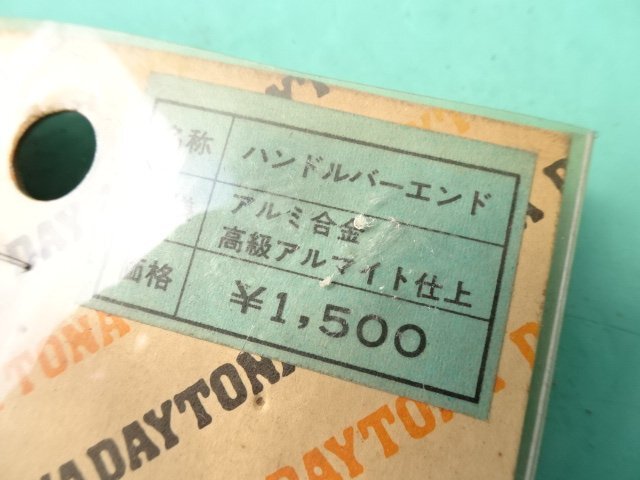 名称 ハンドルバーエンド
アルミ合金
高級アルマイト仕上
価格 ¥1,500
DAYTONA
DAYTONA
DAYTONA
DAYTON